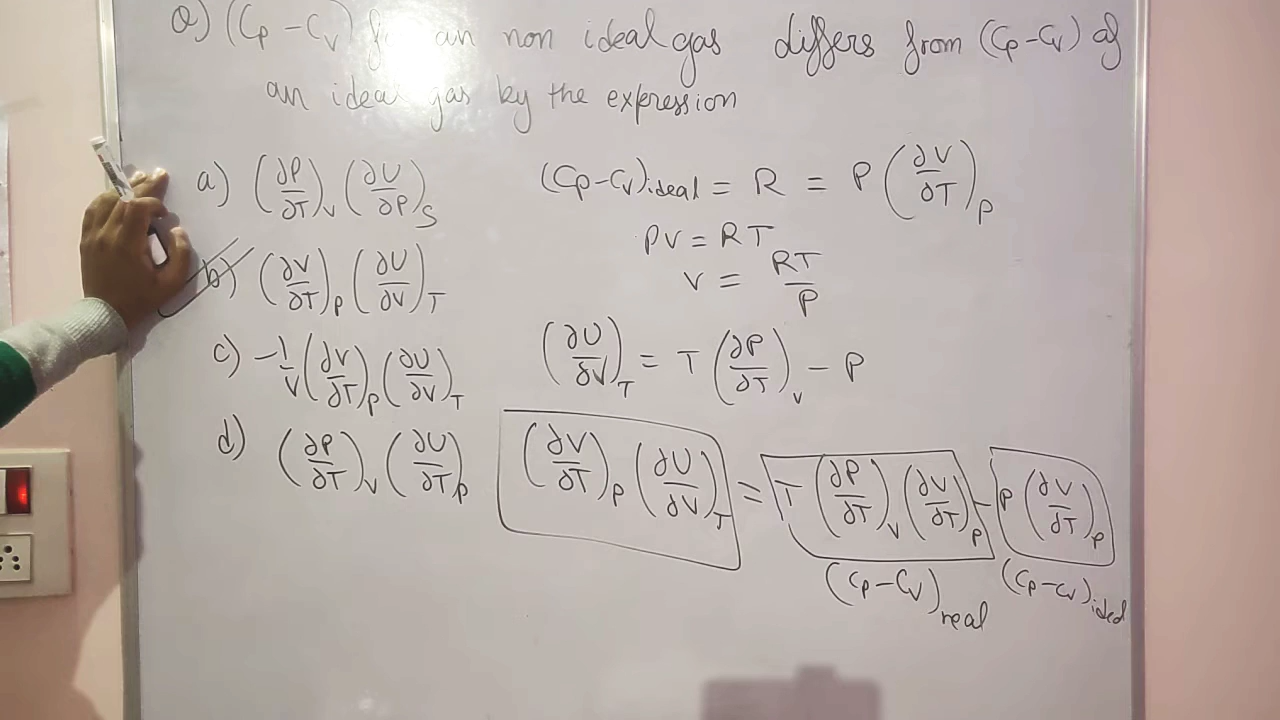 Q) (Cp - Cv) an non ideal gas differs from (Cp-Cv) of
an ideal gas by the expression
a) (∂P/∂T)v (∂U/∂P)S
b) (∂V/∂T)P (∂U/∂V)T
c) -1/V (∂V/∂T)P (∂U/∂V)T
d) (∂P/∂T)v (∂U/∂T)P
(Cp-Cv)ideal = R = P (∂V/∂T)P
PV = RT
V = RT/P
(∂U/∂V)T = T (∂P/∂T)v - P
(∂V/∂T)P (∂U/∂V)T = T (∂P/∂T)v (∂V/∂T)P - P (∂V/∂T)P
(Cp-Cv)real (Cp-Cv)ideal